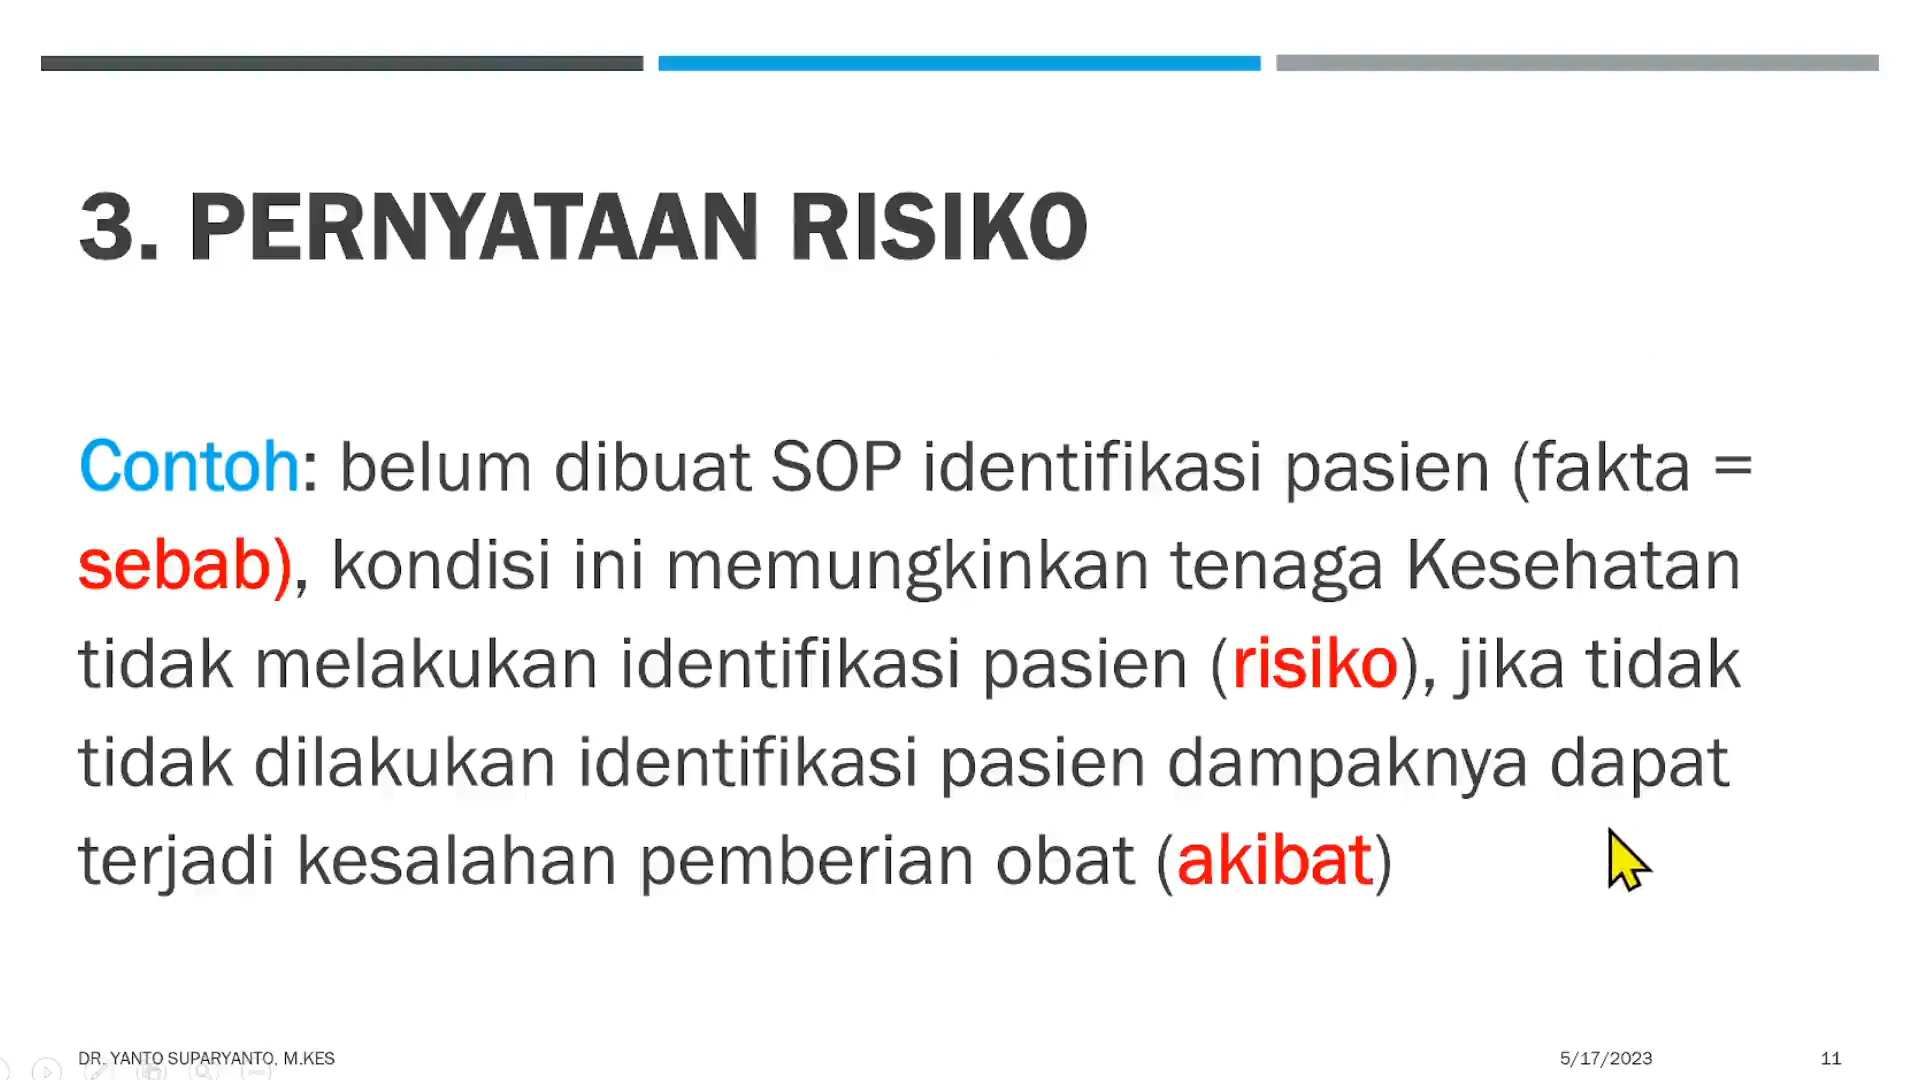 3. PERNYATAAN RISIKO
Contoh: belum dibuat SOP identifikasi pasien (fakta =
sebab), kondisi ini memungkinkan tenaga Kesehatan
tidak melakukan identifikasi pasien (risiko), jika tidak
tidak dilakukan identifikasi pasien dampaknya dapat
terjadi kesalahan pemberian obat (akibat)
DR. YANTO SUPARYANTO, M.KES
5/17/2023
11